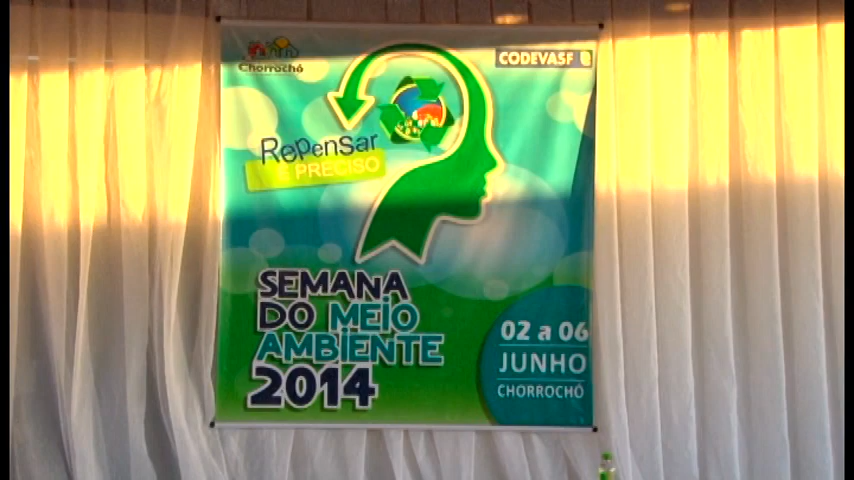 Chorrochó
CODEVASF
Repensar
É PRECISO
SEMANA
DO MEIO
AMBIENTE
2014
02 a 06
JUNHO
CHORROCHÓ